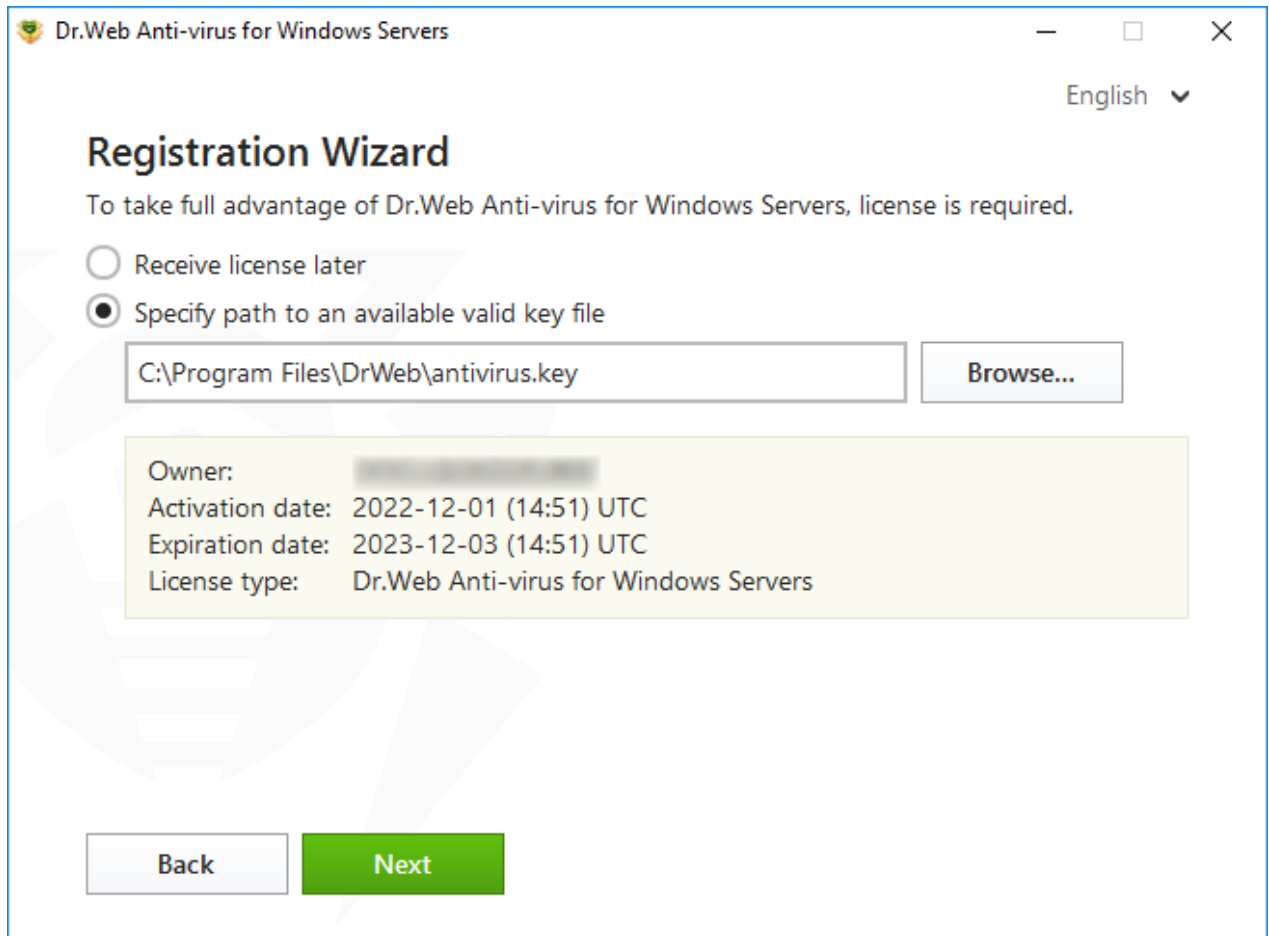 Dr.Web Anti-virus for Windows Servers
English
Registration Wizard
To take full advantage of Dr.Web Anti-virus for Windows Servers, license is required.
Receive license later
Specify path to an available valid key file
C:\Program Files\DrWeb\antivirus.key
Browse...
Owner:
Activation date: 2022-12-01 (14:51) UTC
Expiration date: 2023-12-03 (14:51) UTC
License type: Dr.Web Anti-virus for Windows Servers
Back Next